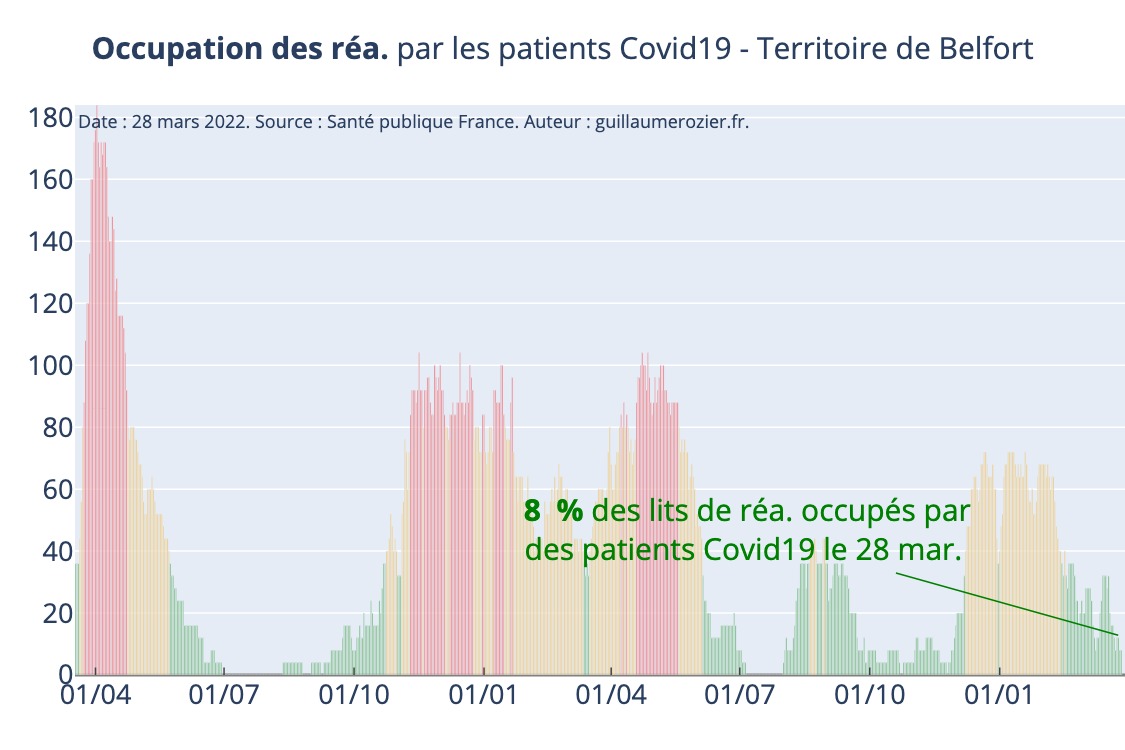 Occupation des réa. par les patients Covid19 - Territoire de Belfort
180
Date : 28 mars 2022. Source : Santé publique France. Auteur : guillaumerozier.fr.
160
140
120
100
80
60
8 % des lits de réa. occupés par
des patients Covid19 le 28 mar.
40
20
0
01/04 01/07 01/10 01/01 01/04 01/07 01/10 01/01